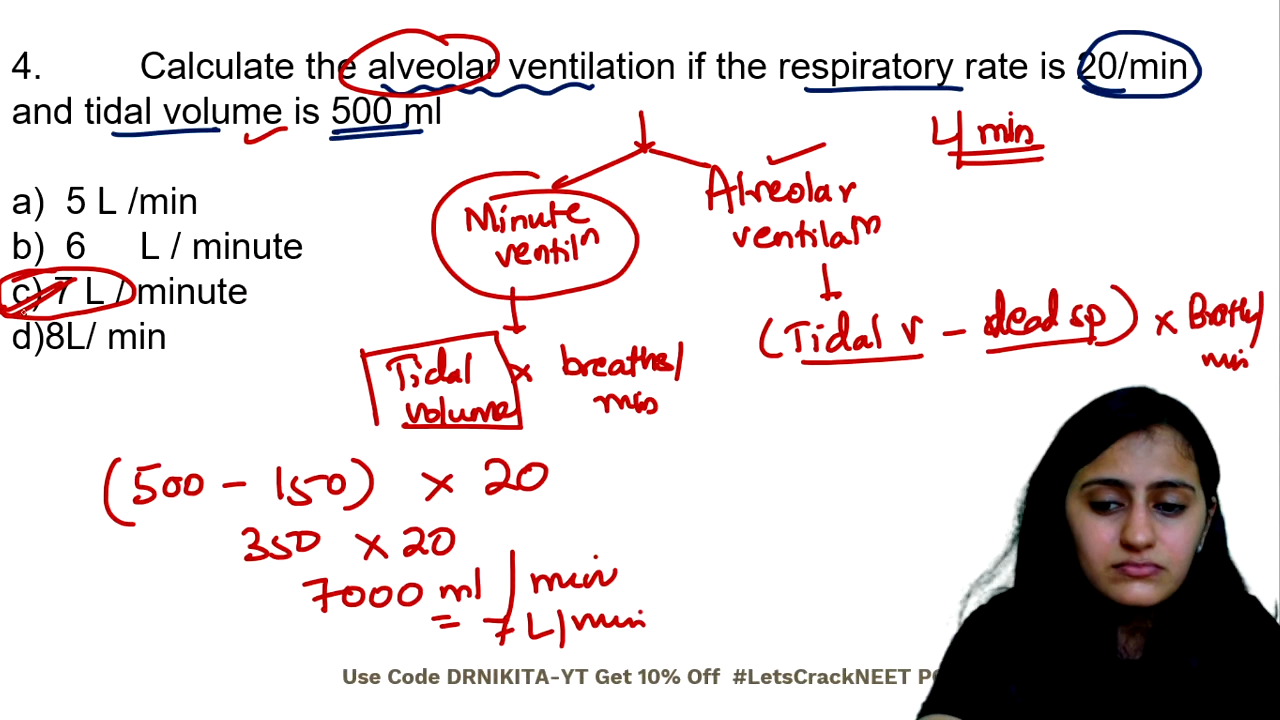 4. Calculate the alveolar ventilation if the respiratory rate is 20/min
and tidal volume is 500 ml
4 min
a) 5 L /min
b) 6 L / minute
c) 7 L / minute
d)8L/ min
Minute
ventiln
Alveolar
ventilatn
Tidal
volume
x breaths/
min
(Tidal v - dead sp) x Breths/
min
(500 - 150) x 20
350 x 20
7000 ml / min
= 7 L/min
Use Code DRNIKITA-YT Get 10% Off #LetsCrackNEET P